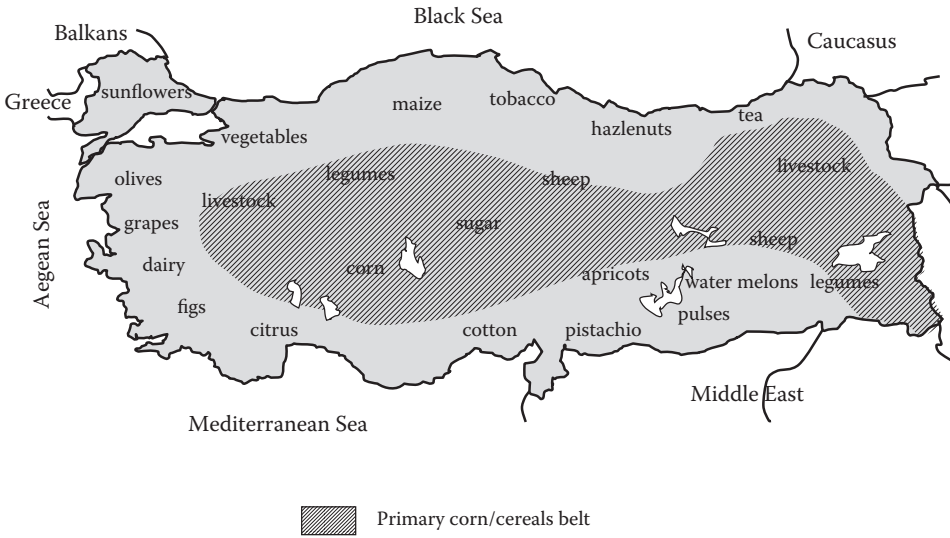 Black Sea
Balkans
Caucasus
Greece
sunflowers
maize
tobacco
tea
vegetables
hazlenuts
olives
legumes
sheep
livestock
livestock
Aegean Sea
grapes
sugar
sheep
dairy
corn
apricots
water melons
legumes
figs
pulses
citrus
cotton
pistachio
Middle East
Mediterranean Sea
Primary corn/cereals belt